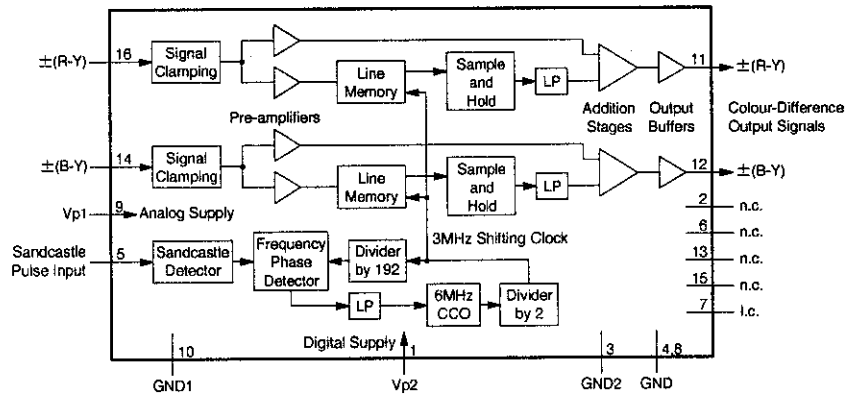 ±(R-Y)
16
Signal
Clamping
Line
Memory
Sample
and
Hold
LP
11
±(R-Y)
Pre-amplifiers
Addition
Stages
Output
Buffers
Colour-Difference
Output Signals
±(B-Y)
14
Signal
Clamping
Line
Memory
Sample
and
Hold
LP
12
±(B-Y)
Vp1
9
Analog Supply
2
n.c.
6
n.c.
13
n.c.
15
n.c.
7
i.c.
Sandcastle
Pulse Input
5
Sandcastle
Detector
Frequency
Phase
Detector
Divider
by 192
3MHz Shifting Clock
LP
6MHz
CCO
Divider
by 2
Digital Supply
10
GND1
1
Vp2
3
GND2
4,8
GND